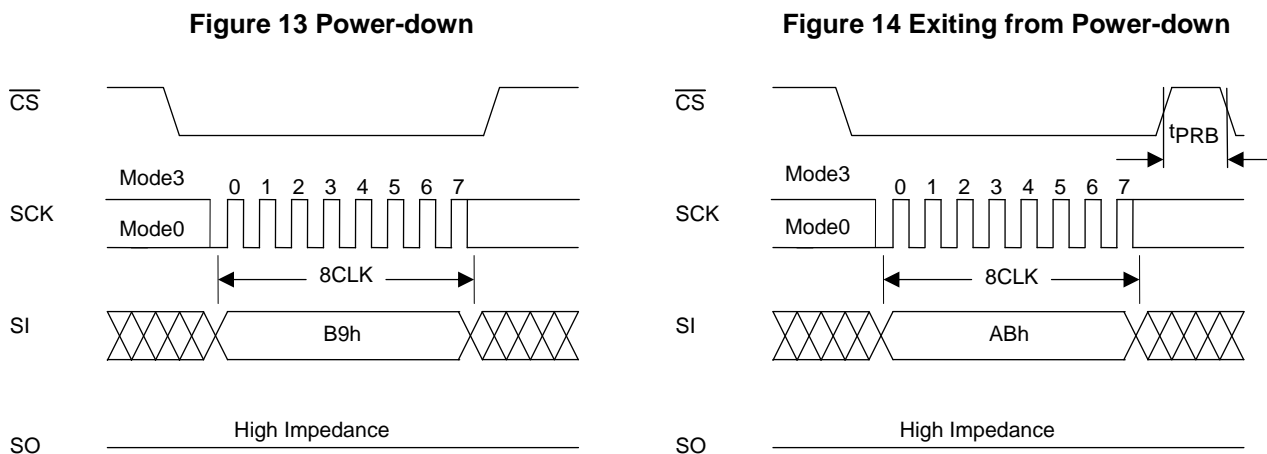 Figure 13 Power-down
CS
Mode3
0 1 2 3 4 5 6 7
SCK
Mode0
8CLK
SI
B9h
High Impedance
SO
Figure 14 Exiting from Power-down
CS
tPRB
Mode3
0 1 2 3 4 5 6 7
SCK
Mode0
8CLK
SI
ABh
High Impedance
SO